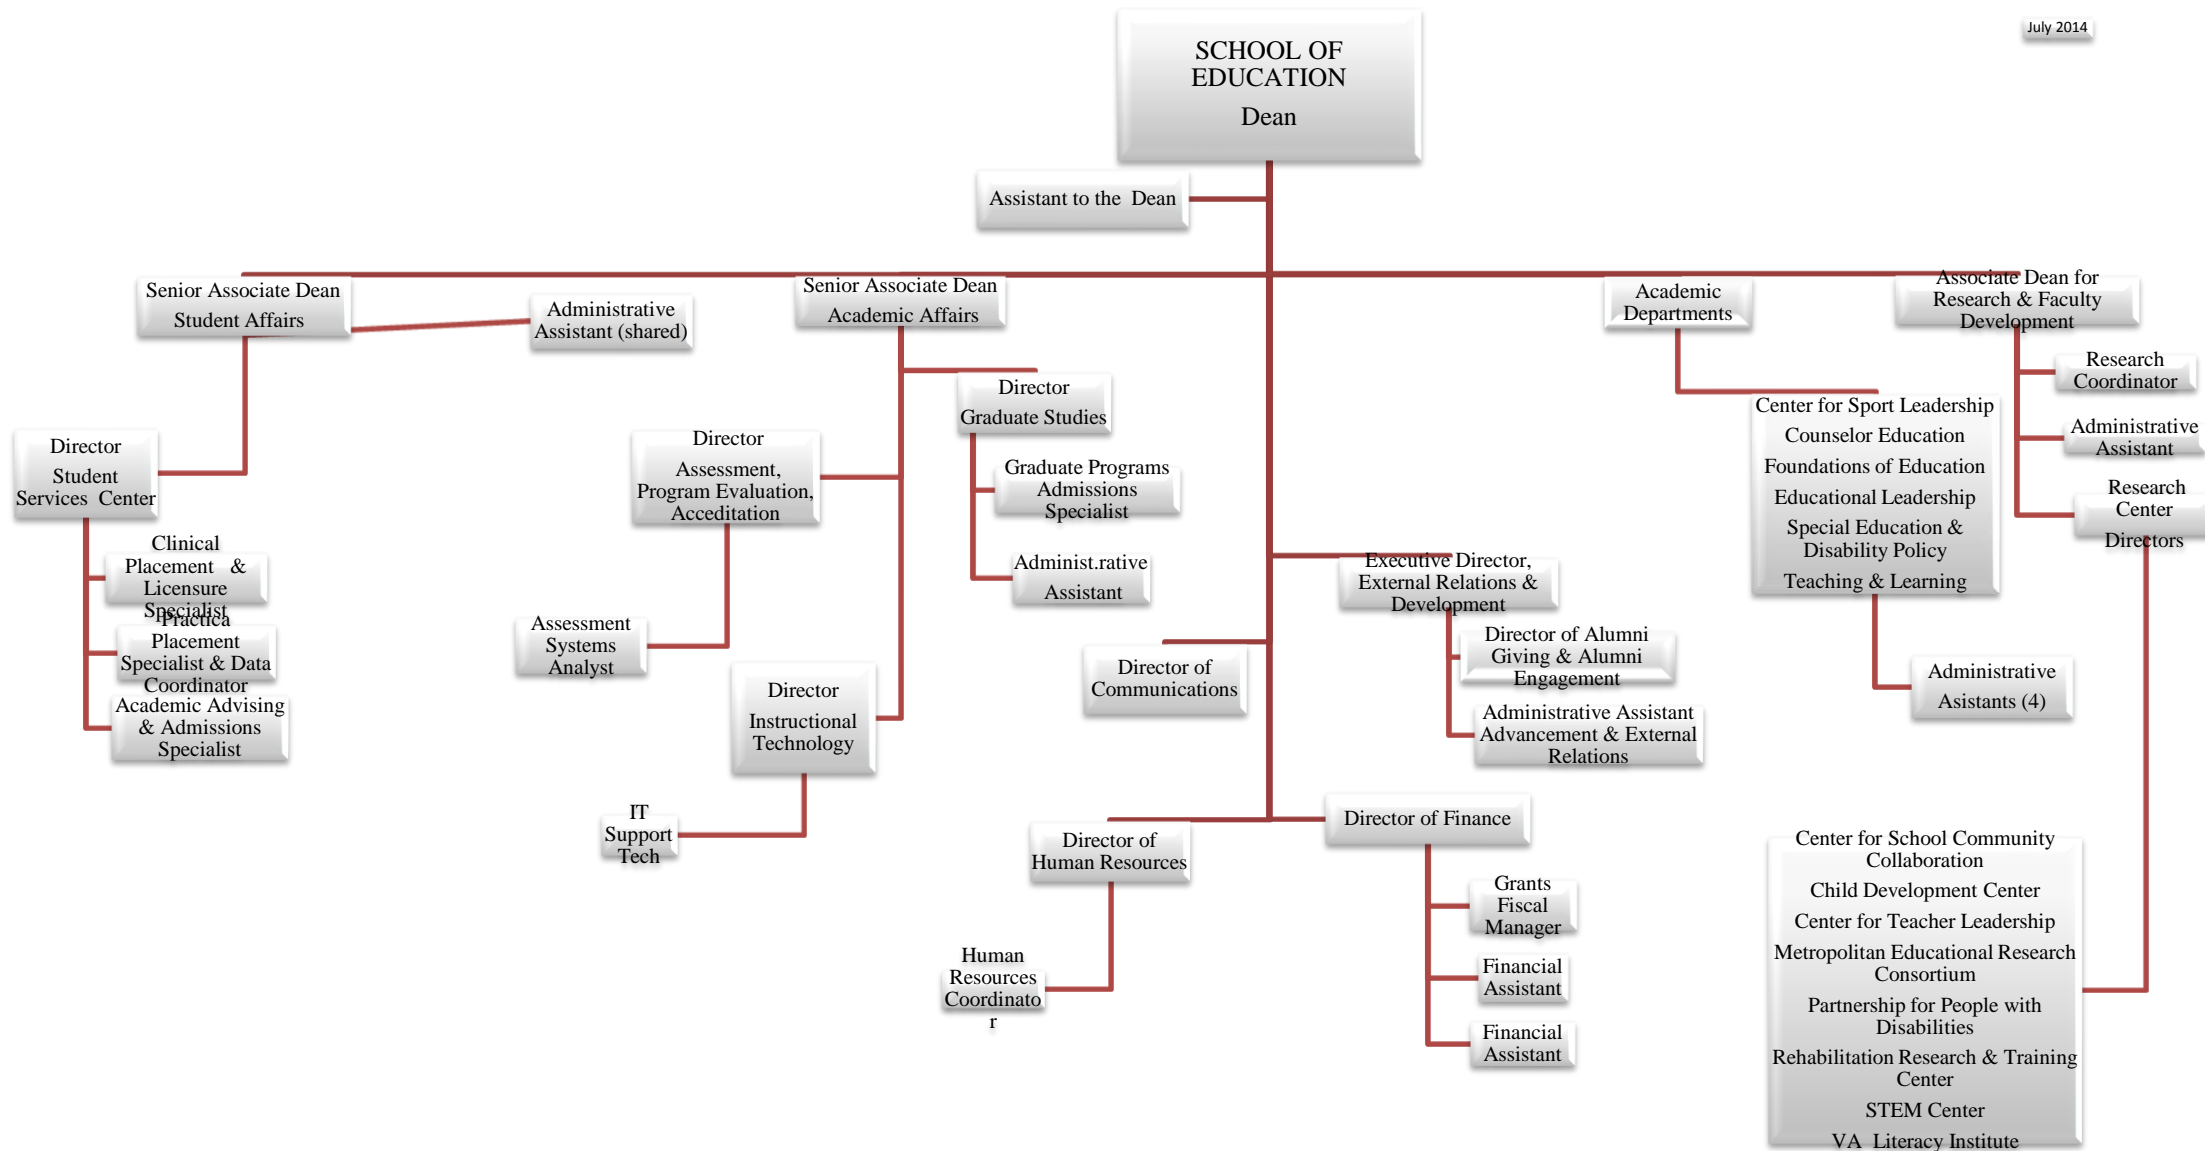 July 2014
SCHOOL OF
EDUCATION
Dean
Assistant to the Dean
Senior Associate Dean
Student Affairs
Administrative
Assistant (shared)
Senior Associate Dean
Academic Affairs
Academic
Departments
Associate Dean for
Research & Faculty
Development
Director
Student
Services Center
Clinical
Placement &
Licensure
Specialist
Practica
Placement
Specialist & Data
Coordinator
Academic Advising
& Admissions
Specialist
Director
Assessment,
Program Evaluation,
Acceditation
Assessment
Systems
Analyst
Director
Instructional
Technology
IT
Support
Tech
Director
Graduate Studies
Graduate Programs
Admissions
Specialist
Administ.rative
Assistant
Director of
Communications
Executive Director,
External Relations &
Development
Director of Alumni
Giving & Alumni
Engagement
Administrative Assistant
Advancement & External
Relations
Director of
Human Resources
Human
Resources
Coordinato
r
Director of Finance
Grants
Fiscal
Manager
Financial
Assistant
Financial
Assistant
Center for Sport Leadership
Counselor Education
Foundations of Education
Educational Leadership
Special Education &
Disability Policy
Teaching & Learning
Administrative
Asistants (4)
Research
Coordinator
Administrative
Assistant
Research
Center
Directors
Center for School Community
Collaboration
Child Development Center
Center for Teacher Leadership
Metropolitan Educational Research
Consortium
Partnership for People with
Disabilities
Rehabilitation Research & Training
Center
STEM Center
VA Literacy Institute